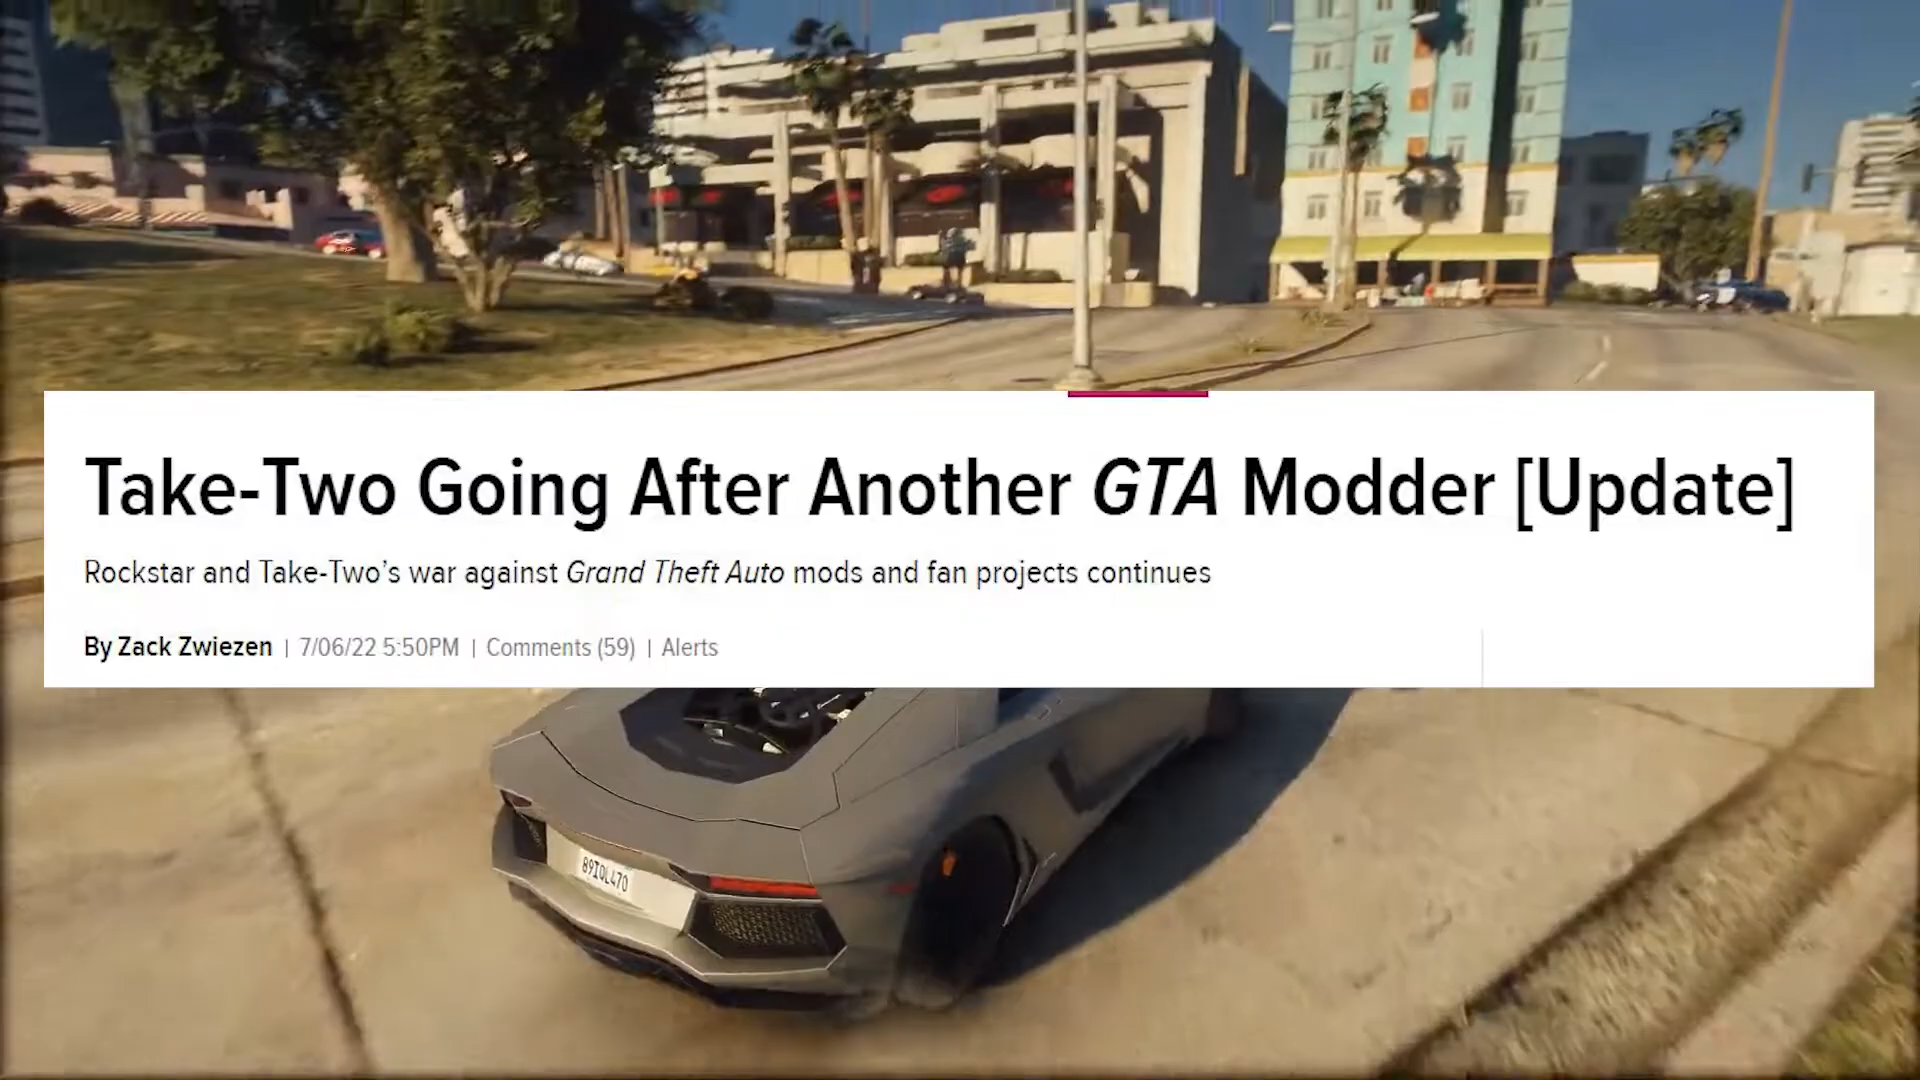 Take-Two Going After Another GTA Modder [Update]
Rockstar and Take-Two’s war against Grand Theft Auto mods and fan projects continues
By Zack Zwiezen | 7/06/22 5:50PM | Comments (59) | Alerts
89IQL470